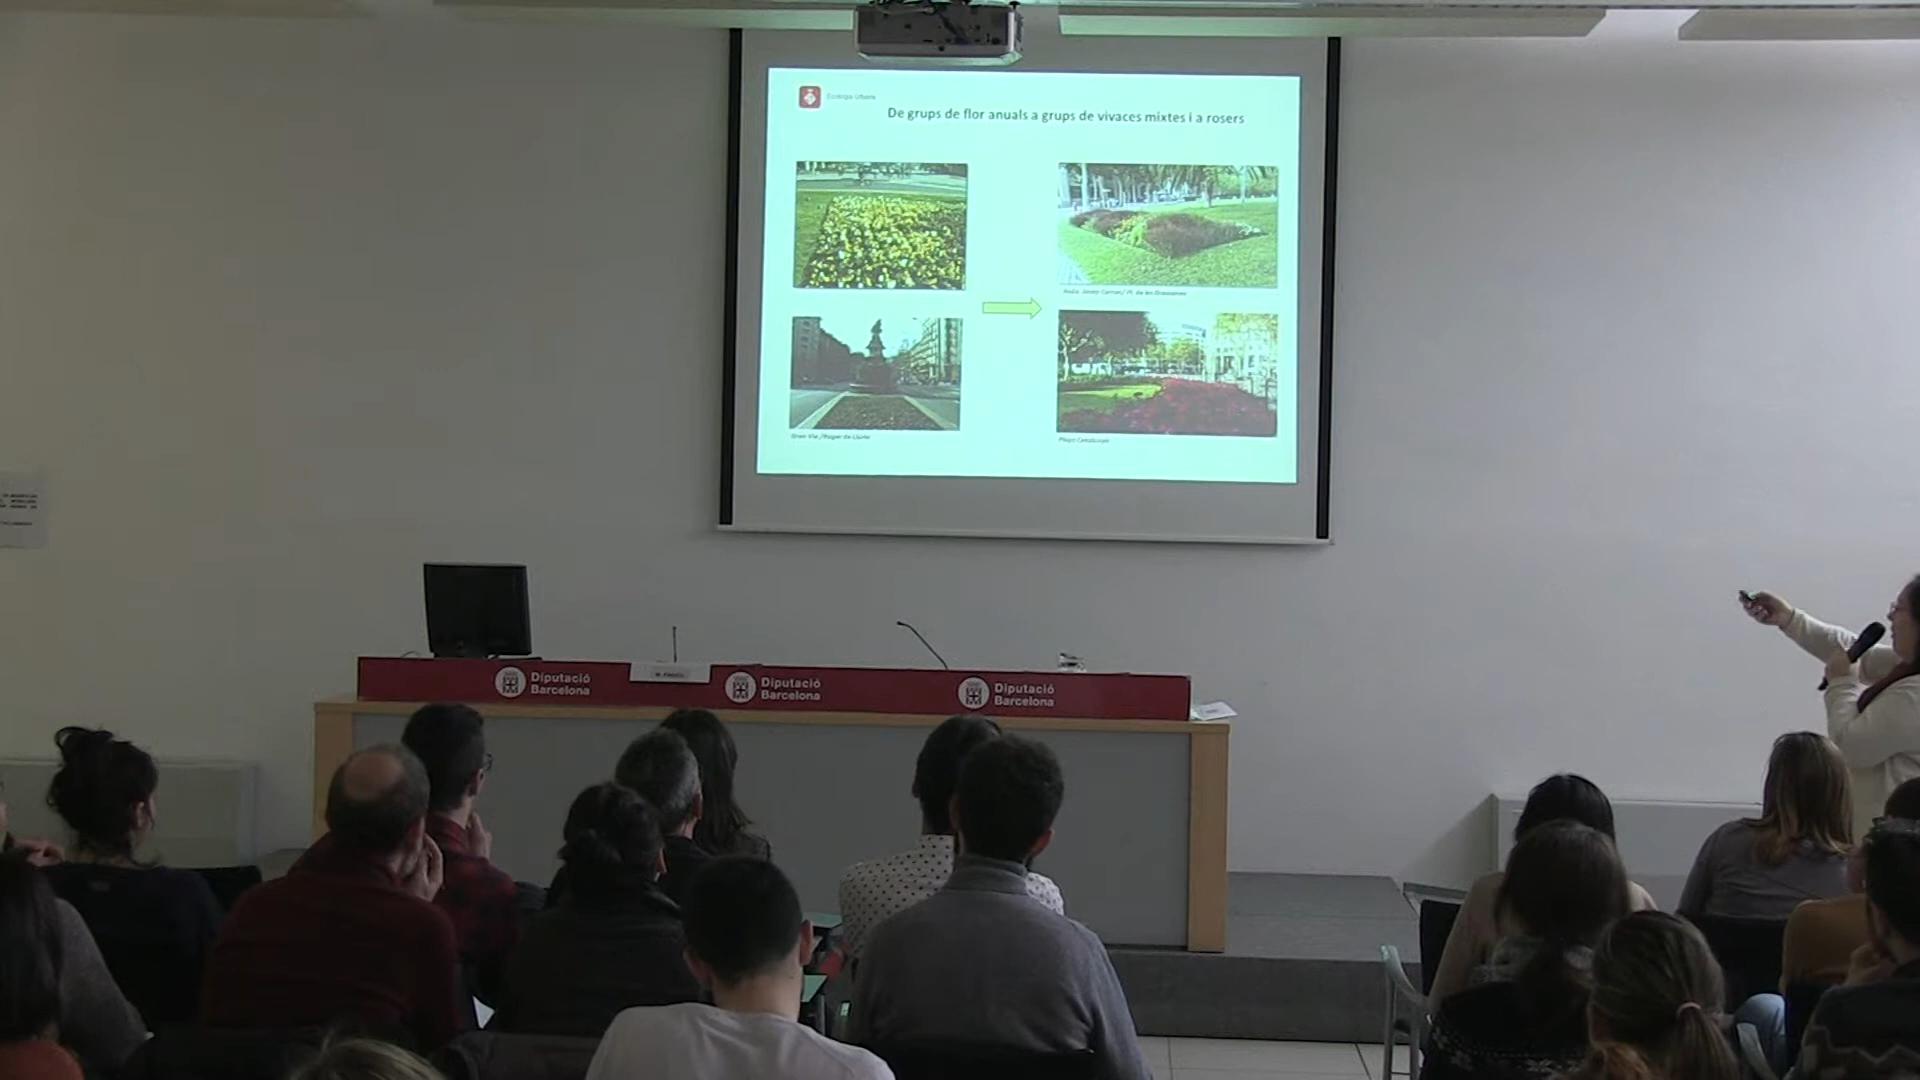 Ecologia Urbana
De grups de flor anuals a grups de vivaces mixtes i a rosers
Gran Via /Roger de Llúria
Plaça Catalunya
Diputació
Barcelona
Diputació
Barcelona
Diputació
Barcelona